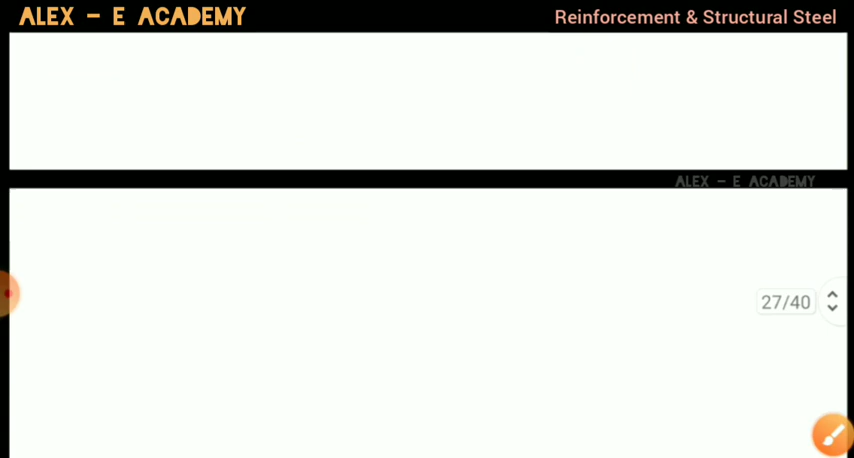 ALEX - E ACADEMY
Reinforcement & Structural Steel
ALEX - E ACADEMY
27/40